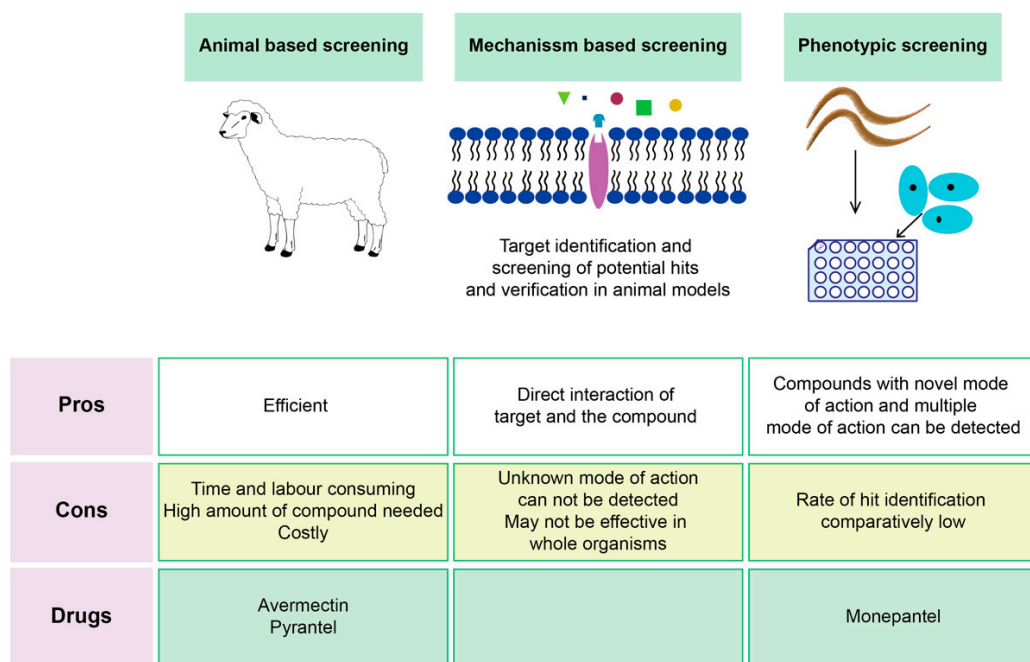 Animal based screening
Mechanissm based screening
Phenotypic screening
Target identification and
screening of potential hits
and verification in animal models
Pros
Efficient
Direct interaction of
target and the compound
Compounds with novel mode
of action and multiple
mode of action can be detected
Cons
Time and labour consuming
High amount of compound needed
Costly
Unknown mode of action
can not be detected
May not be effective in
whole organisms
Rate of hit identification
comparatively low
Drugs
Avermectin
Pyrantel
Monepantel